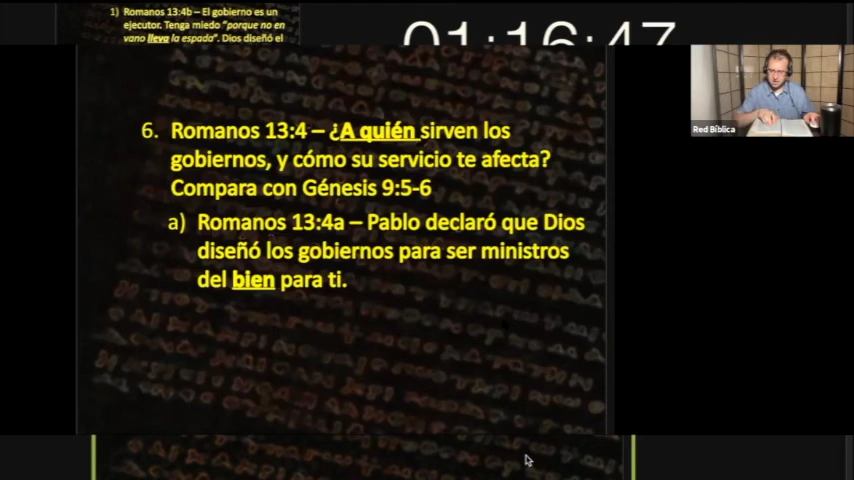 1) Romanos 13:4b – El gobierno es un
ejecutor. Tenga miedo "porque no en
vano lleva la espada". Dios diseñó el
01:16:47
6. Romanos 13:4 – ¿A quién sirven los
gobiernos, y cómo su servicio te afecta?
Compara con Génesis 9:5-6
a) Romanos 13:4a – Pablo declaró que Dios
diseñó los gobiernos para ser ministros
del bien para ti.
Red Bíblica